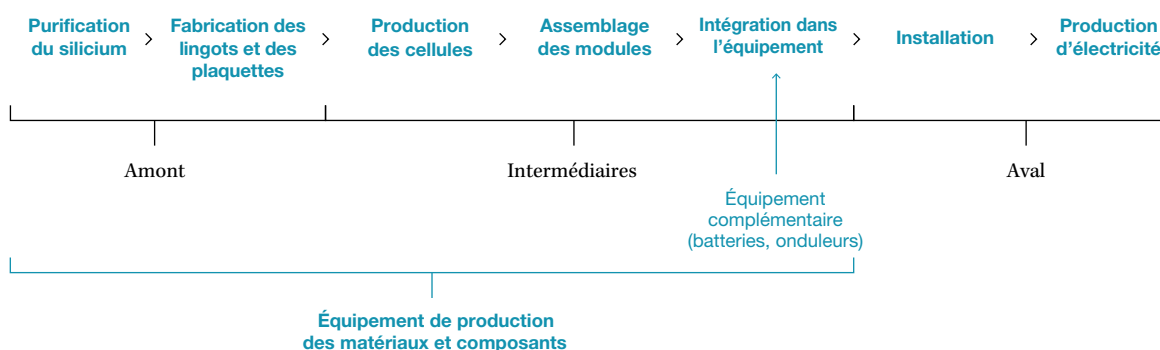 Purification
du silicium
Fabrication des
lingots et des
plaquettes
Production
des cellules
Assemblage
des modules
Intégration dans
l’équipement
Installation
Production
d’électricité
Amont
Intermédiaires
Aval
Équipement
complémentaire
(batteries, onduleurs)
Équipement de production
des matériaux et composants